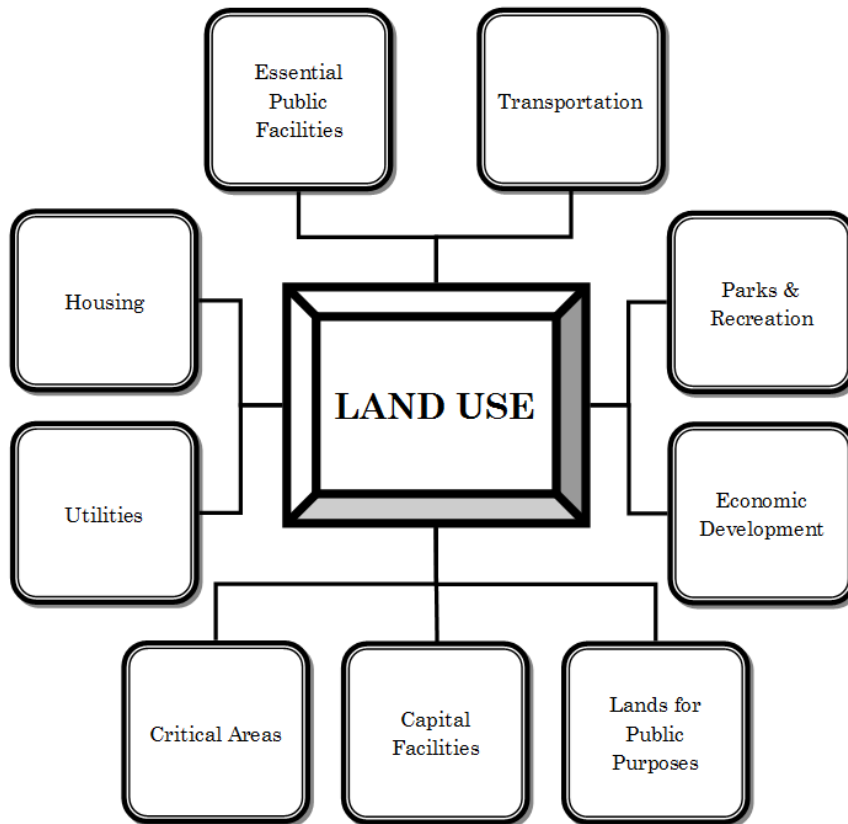 Essential
Public
Facilities
Transportation
Housing
Parks &
Recreation
LAND USE
Utilities
Economic
Development
Critical Areas
Capital
Facilities
Lands for
Public
Purposes